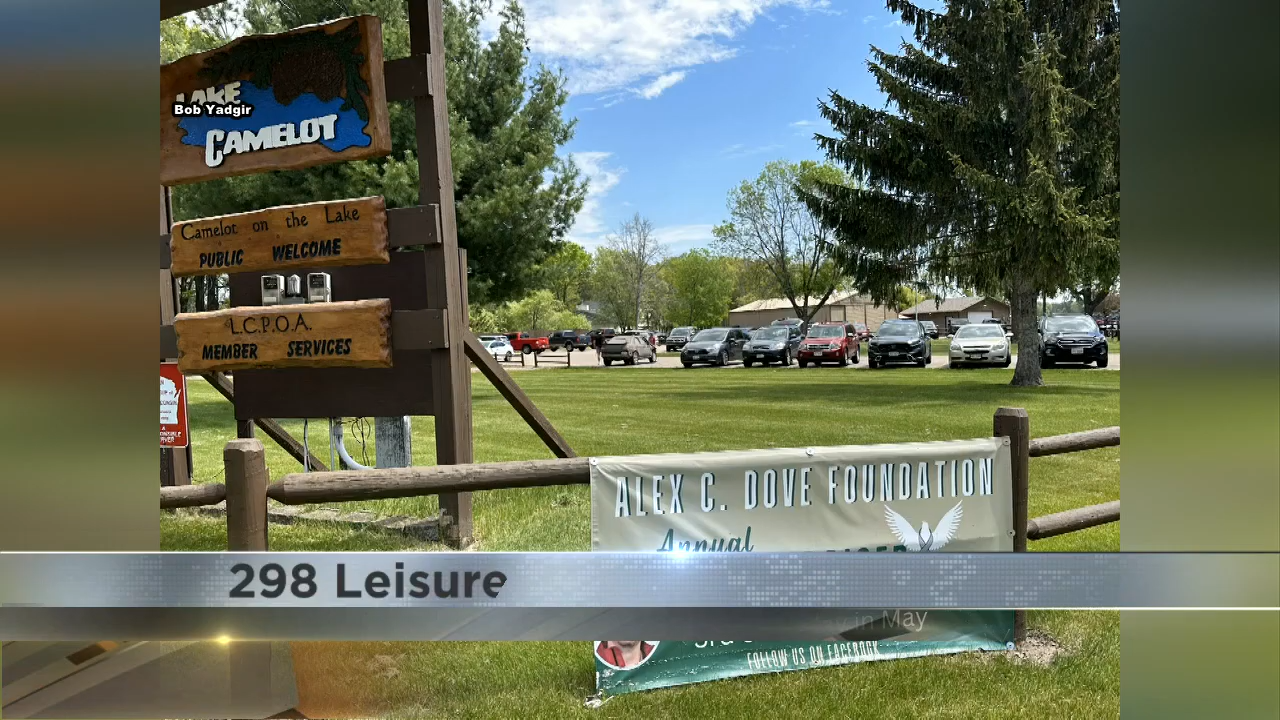 LAKE
Bob Yadgir
CAMELOT
Camelot on the Lake
PUBLIC WELCOME
L.C.P.O.A.
MEMBER SERVICES
ALEX C. DOVE FOUNDATION
Annual
298 Leisure
in May
FOLLOW US ON FACEBOOK